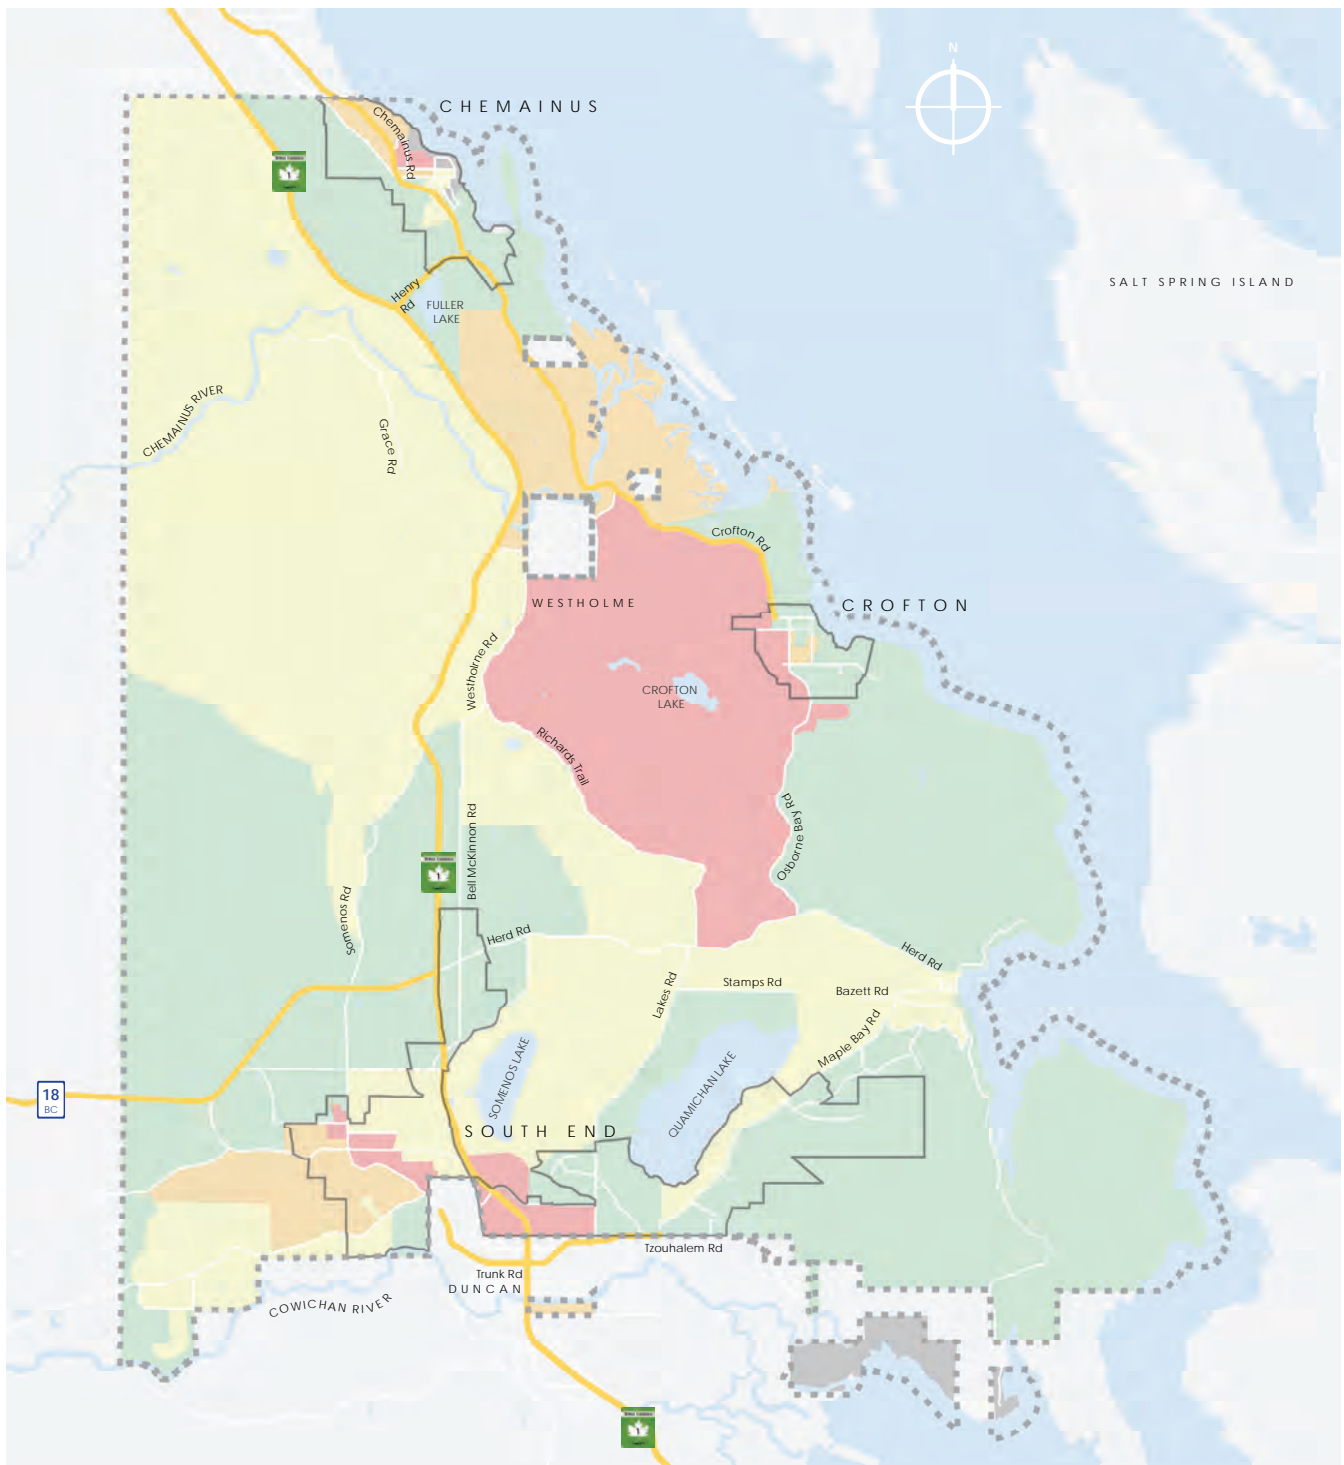 N
CHEMAINUS
Chemainus Rd
1
SALT SPRING ISLAND
Henry
Rd
FULLER
LAKE
CHEMAINUS RIVER
Grace Rd
Crofton Rd
WESTHOLME
CROFTON
Westholme Rd
CROFTON
LAKE
Richards Trail
Osborne Bay Rd
Bell McKinnon Rd
1
Somenos Rd
Herd Rd
Herd Rd
Lakes Rd
Stamps Rd
Bazett Rd
Maple Bay Rd
SOMENOS LAKE
QUAMICHAN LAKE
18
BC
SOUTH END
Tzouhalem Rd
Trunk Rd
DUNCAN
COWICHAN RIVER
1